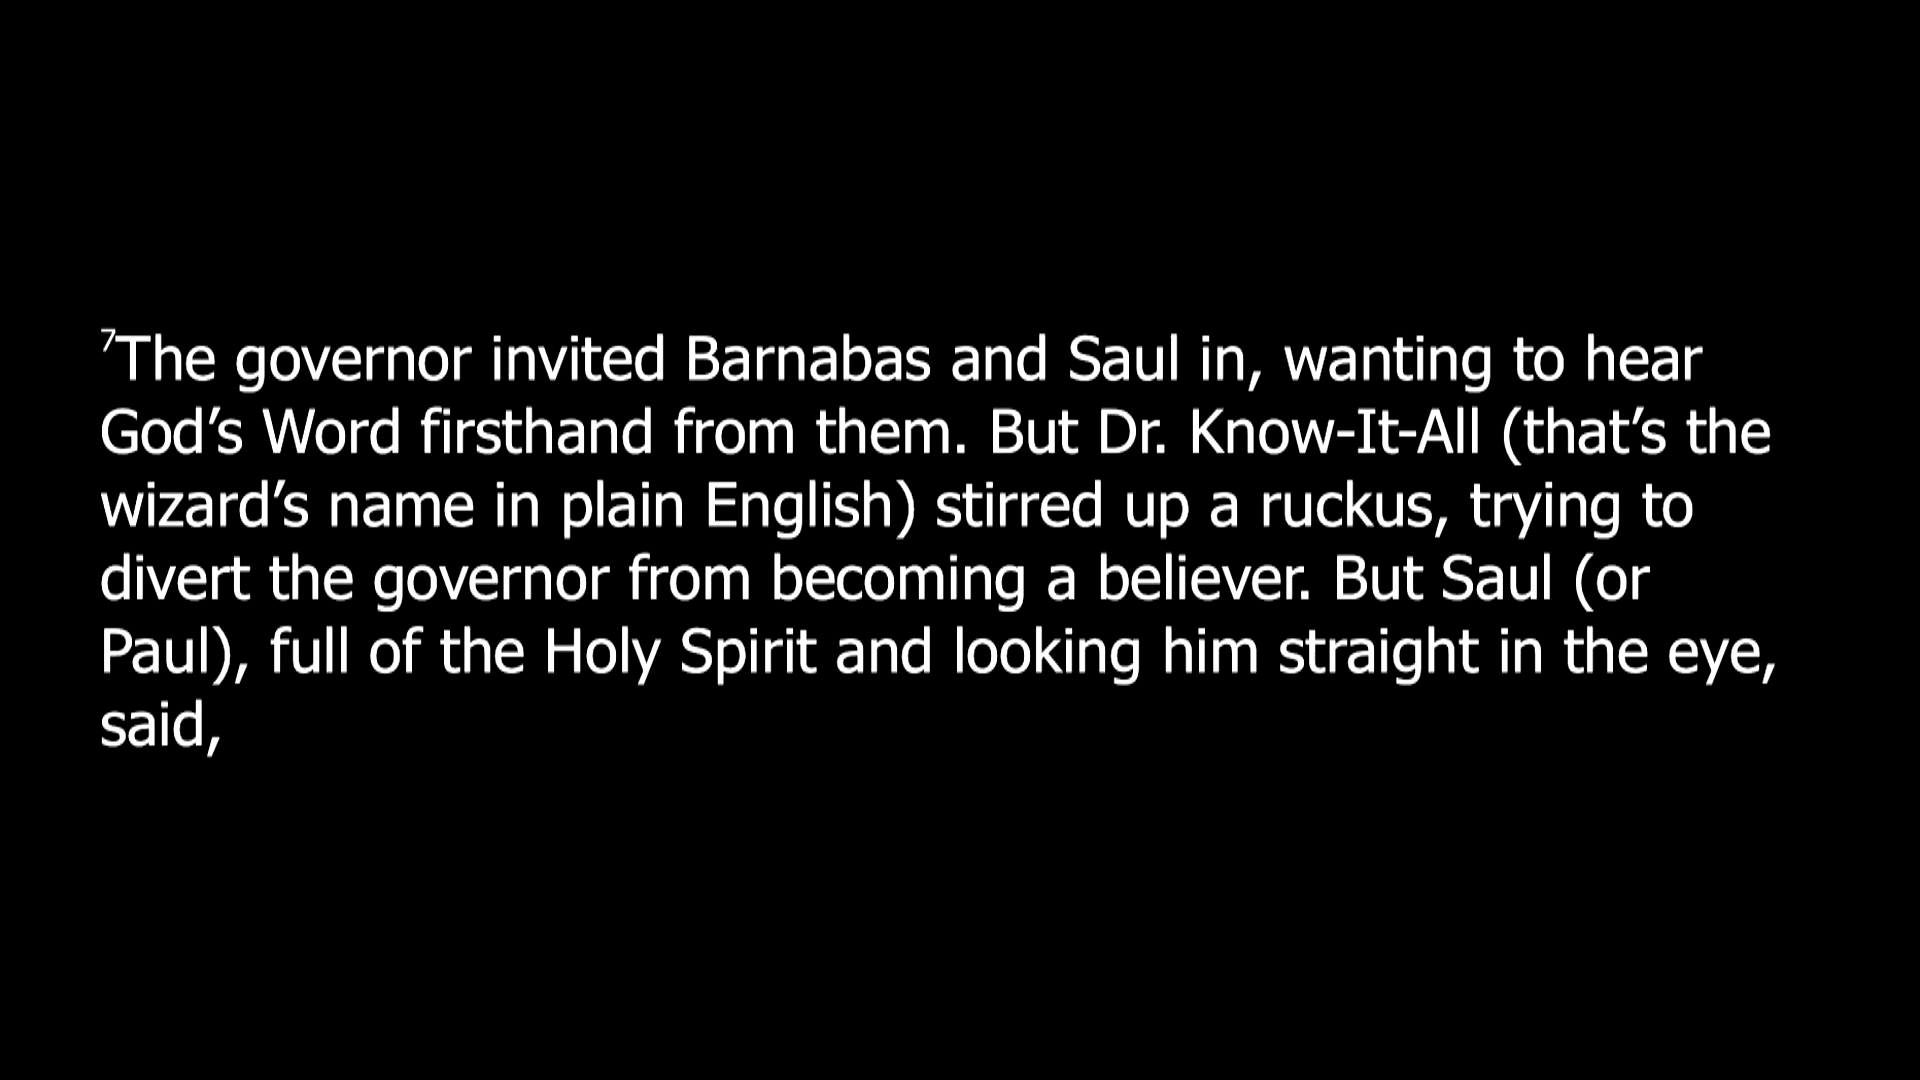 ⁷The governor invited Barnabas and Saul in, wanting to hear
God’s Word firsthand from them. But Dr. Know-It-All (that’s the
wizard’s name in plain English) stirred up a ruckus, trying to
divert the governor from becoming a believer. But Saul (or
Paul), full of the Holy Spirit and looking him straight in the eye,
said,